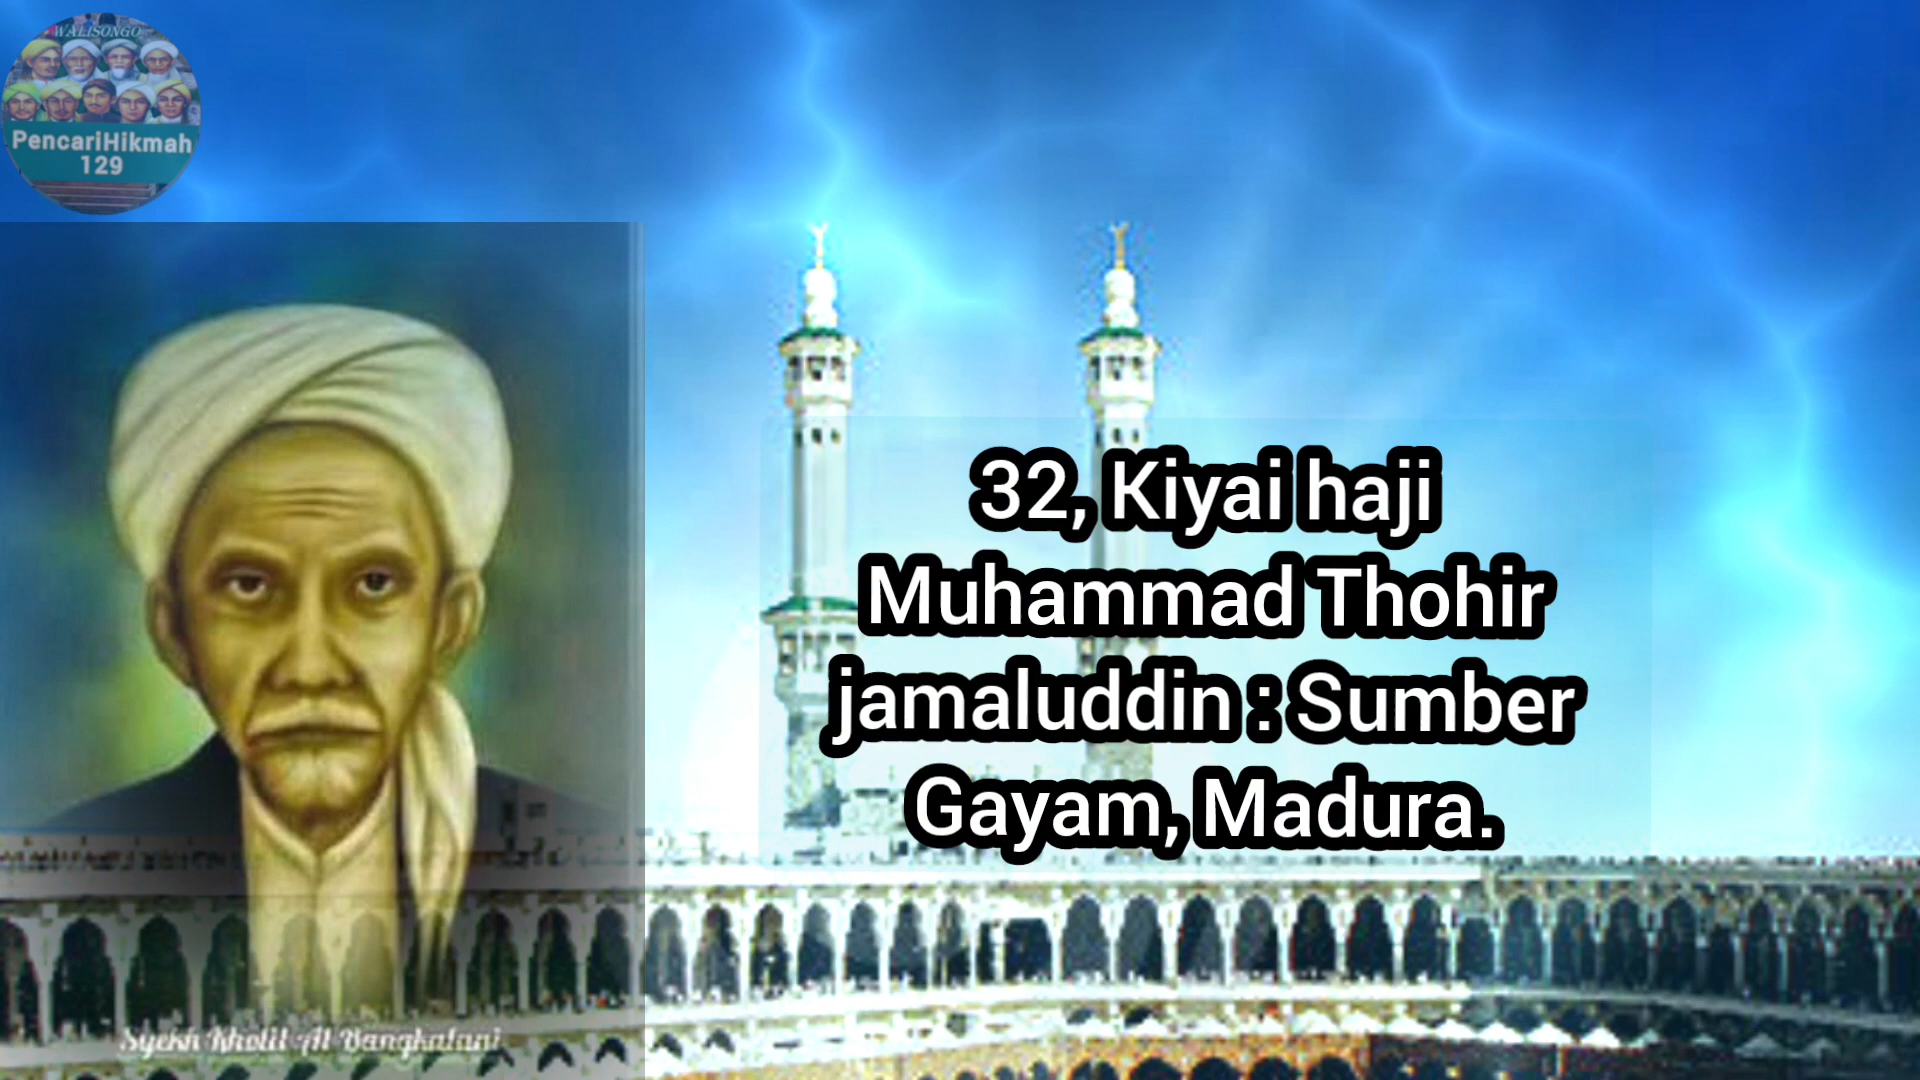 WALISONGO
PencariHikmah
129
32, Kiyai haji
Muhammad Thohir
jamaluddin : Sumber
Gayam, Madura.
Syekh Kholil Al Bangkalani